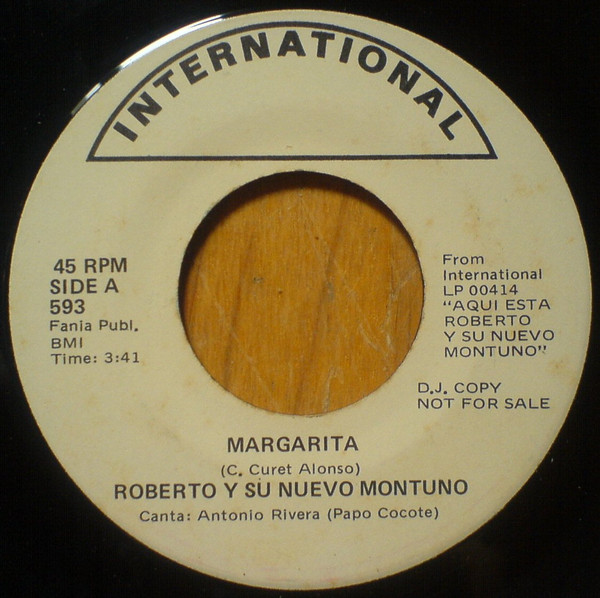 INTERNATIONAL
45 RPM
SIDE A
593
Fania Publ.
BMI
Time: 3:41
From
International
LP 00414
"AQUI ESTA
ROBERTO
Y SU NUEVO
MONTUNO"
D.J. COPY
NOT FOR SALE
MARGARITA
(C. Curet Alonso)
ROBERTO Y SU NUEVO MONTUNO
Canta: Antonio Rivera (Papo Cocote)